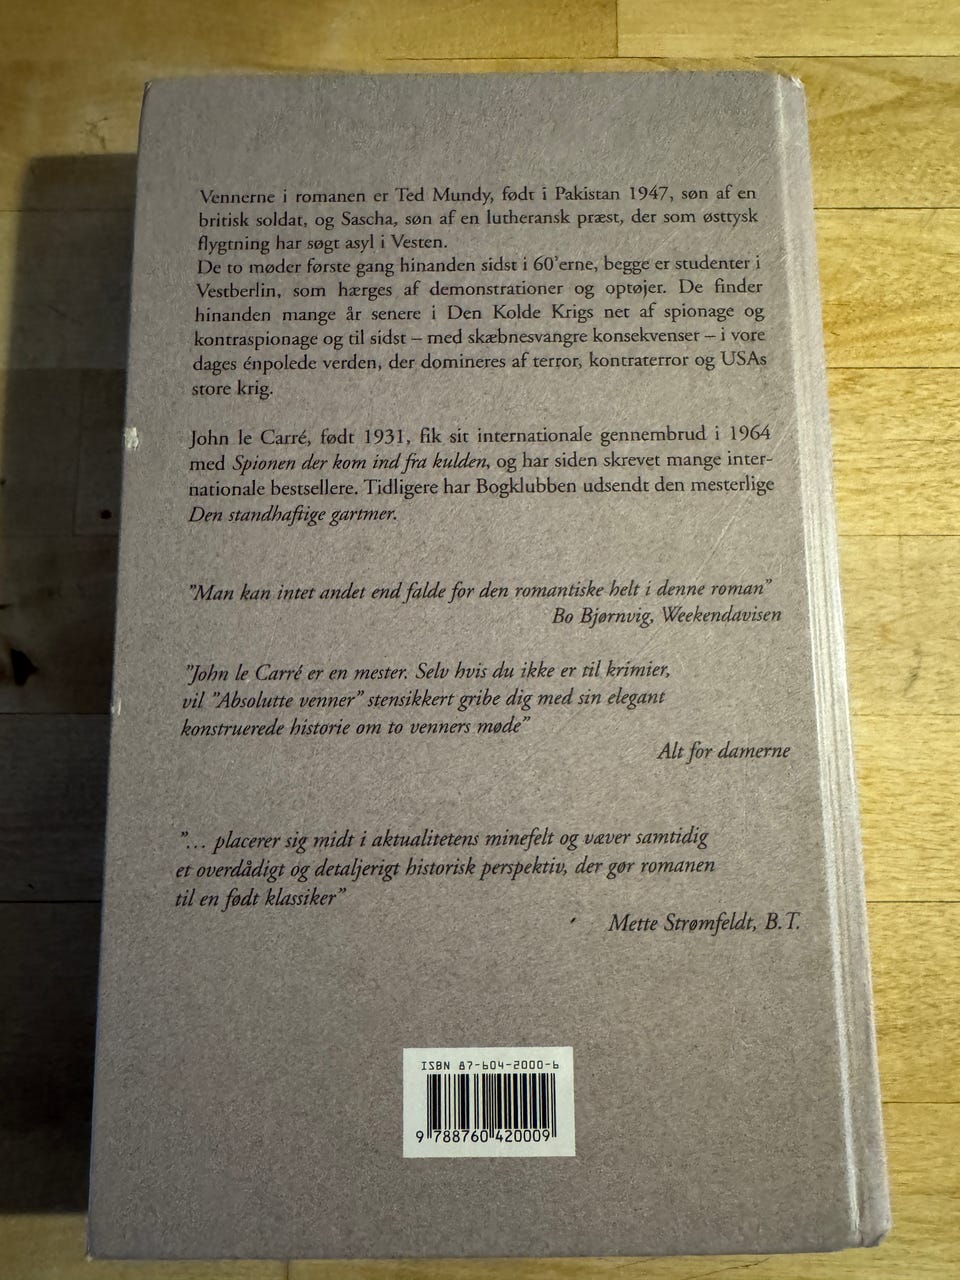 Vennerne i romanen er Ted Mundy, født i Pakistan 1947, søn af en
britisk soldat, og Sascha, søn af en lutheransk præst, der som østtysk
flygtning har søgt asyl i Vesten.
De to møder første gang hinanden sidst i 60'erne, begge er studenter i
Vestberlin, som hærges af demonstrationer og optøjer. De finder
hinanden mange år senere i Den Kolde Krigs net af spionage og
kontraspionage og til sidst – med skæbnesvangre konsekvenser – i vore
dages énpolede verden, der domineres af terror, kontraterror og USAs
store krig.
John le Carré, født 1931, fik sit internationale gennembrud i 1964
med Spionen der kom ind fra kulden, og har siden skrevet mange inter-
nationale bestsellere. Tidligere har Bogklubben udsendt den mesterlige
Den standhaftige gartner.
"Man kan intet andet end falde for den romantiske helt i denne roman"
Bo Bjørnvig, Weekendavisen
"John le Carré er en mester. Selv hvis du ikke er til krimier,
vil "Absolutte venner" stensikkert gribe dig med sin elegant
konstruerede historie om to venners møde"
Alt for damerne
"... placerer sig midt i aktualitetens minefelt og væver samtidig
et overdådigt og detaljerigt historisk perspektiv, der gør romanen
til en født klassiker"
Mette Strømfeldt, B.T.
ISBN 87-604-2000-6
9 788760 420009